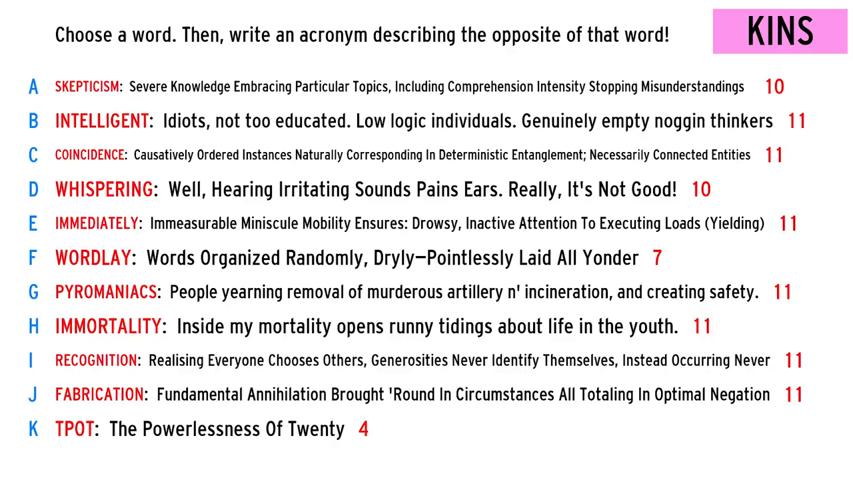 Choose a word. Then, write an acronym describing the opposite of that word!
KINS
A SKEPTICISM: Severe Knowledge Embracing Particular Topics, Including Comprehension Intensity Stopping Misunderstandings 10
B INTELLIGENT: Idiots, not too educated. Low logic individuals. Genuinely empty noggin thinkers 11
C COINCIDENCE: Causatively Ordered Instances Naturally Corresponding In Deterministic Entanglement; Necessarily Connected Entities 11
D WHISPERING: Well, Hearing Irritating Sounds Pains Ears. Really, It's Not Good! 10
E IMMEDIATELY: Immeasurable Miniscule Mobility Ensures: Drowsy, Inactive Attention To Executing Loads (Yielding) 11
F WORDLAY: Words Organized Randomly, Dryly—Pointlessly Laid All Yonder 7
G PYROMANIACS: People yearning removal of murderous artillery n' incineration, and creating safety. 11
H IMMORTALITY: Inside my mortality opens runny tidings about life in the youth. 11
I RECOGNITION: Realising Everyone Chooses Others, Generosities Never Identify Themselves, Instead Occurring Never 11
J FABRICATION: Fundamental Annihilation Brought 'Round In Circumstances All Totaling In Optimal Negation 11
K TPOT: The Powerlessness Of Twenty 4